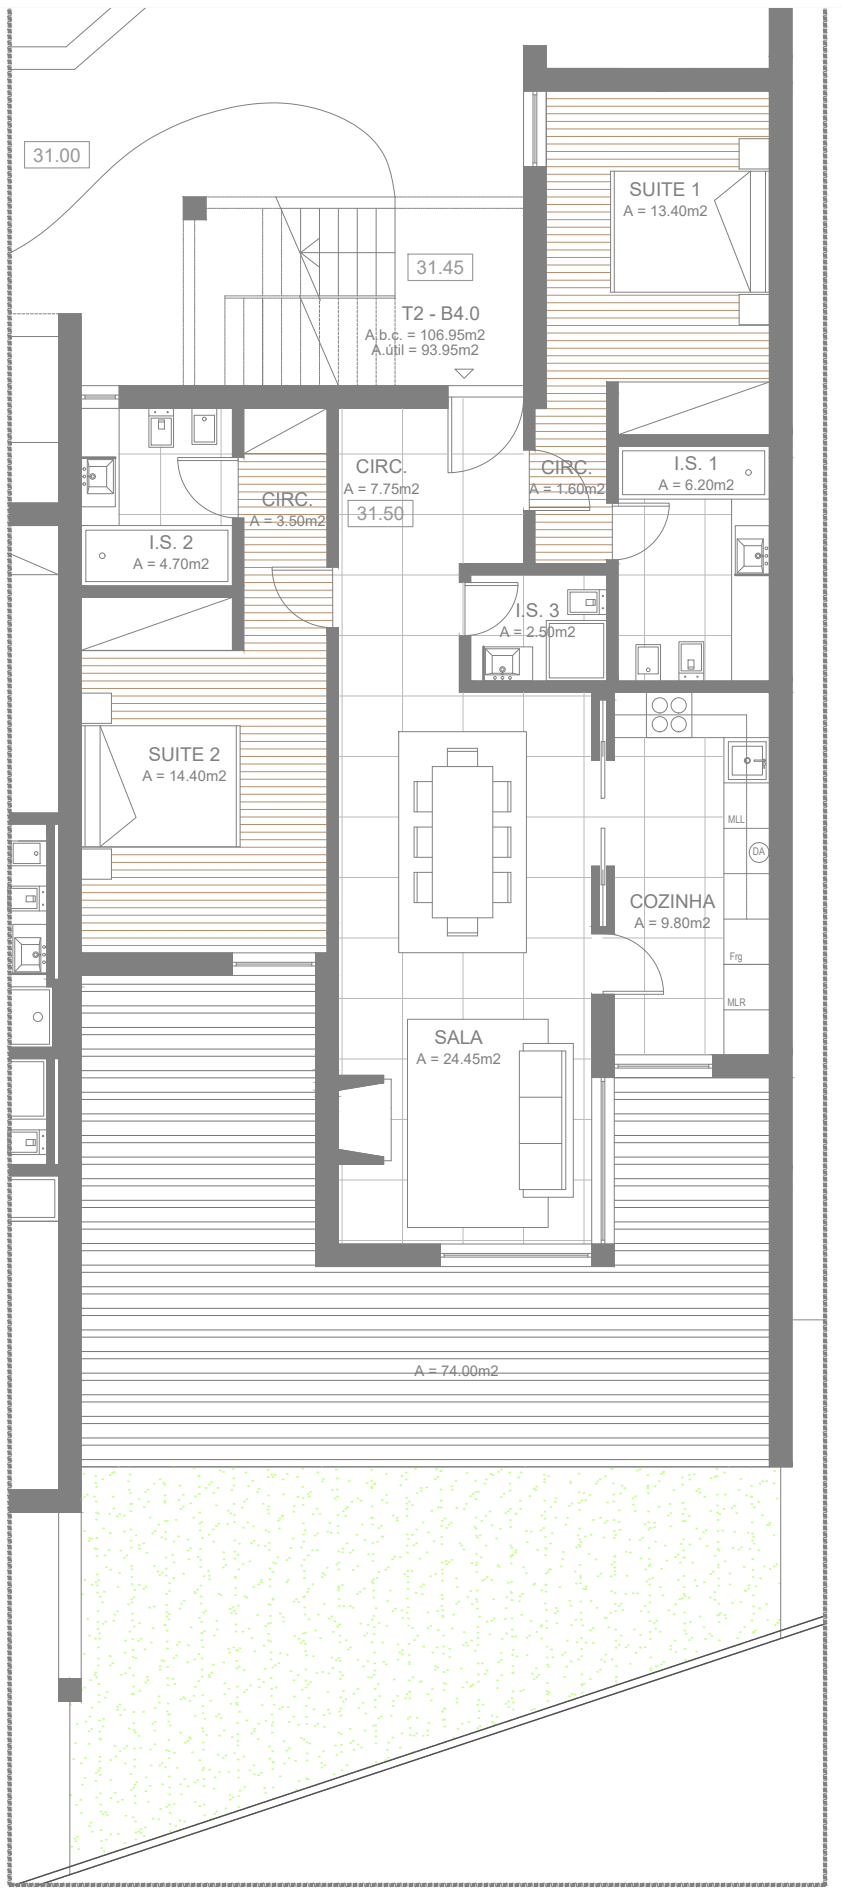 31.00
SUITE 1
A = 13.40m2
31.45
T2 - B4.0
A.b.c. = 106.95m2
A.útil = 93.95m2
CIRC.
A = 7.75m2
31.50
CIRC.
A = 1.60m2
I.S. 1
A = 6.20m2
CIRC.
A = 3.50m2
I.S. 2
A = 4.70m2
I.S. 3
A = 2.50m2
SUITE 2
A = 14.40m2
MLL
DA
COZINHA
A = 9.80m2
Frg
MLR
SALA
A = 24.45m2
A = 74.00m2